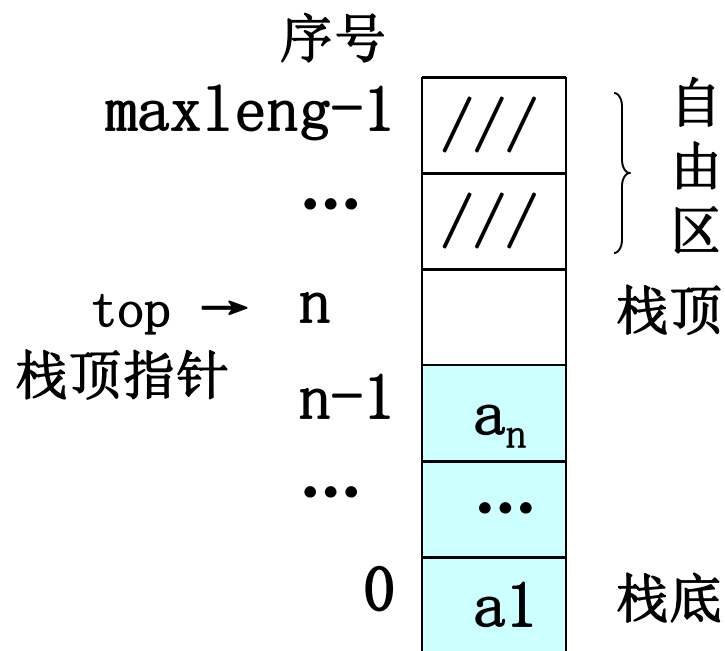 序号
maxleng-1 /// 自由区
… ///
top → n 栈顶
栈顶指针
n-1 aₙ
… …
0 a1 栈底